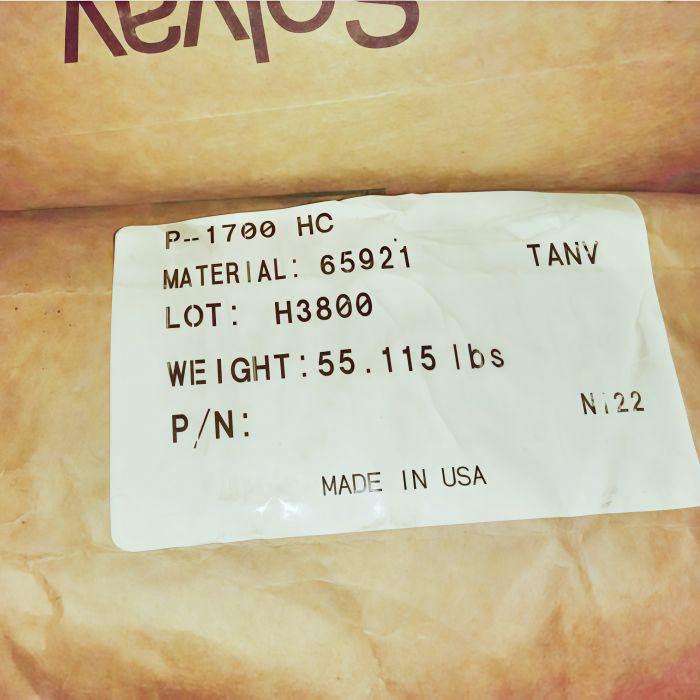 Solvay
P--1700 HC
MATERIAL: 65921 TANV
LOT: H3800
WEIGHT:55.115 lbs
P/N:
N122
MADE IN USA